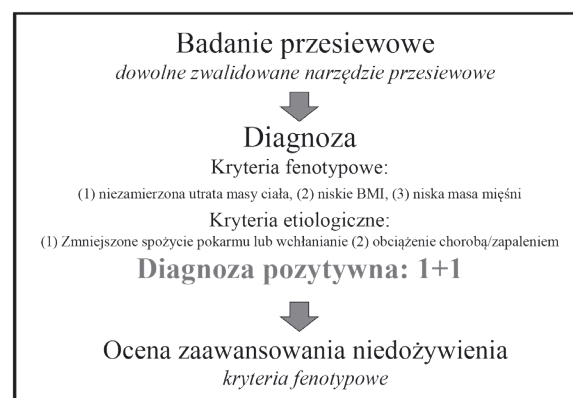 Badanie przesiewowe
dowolne zwalidowane narzędzie przesiewowe
Diagnoza
Kryteria fenotypowe:
(1) niezamierzona utrata masy ciała, (2) niskie BMI, (3) niska masa mięśni
Kryteria etiologiczne:
(1) Zmniejszone spożycie pokarmu lub wchłanianie (2) obciążenie chorobą/zapaleniem
Diagnoza pozytywna: 1+1
Ocena zaawansowania niedożywienia
kryteria fenotypowe